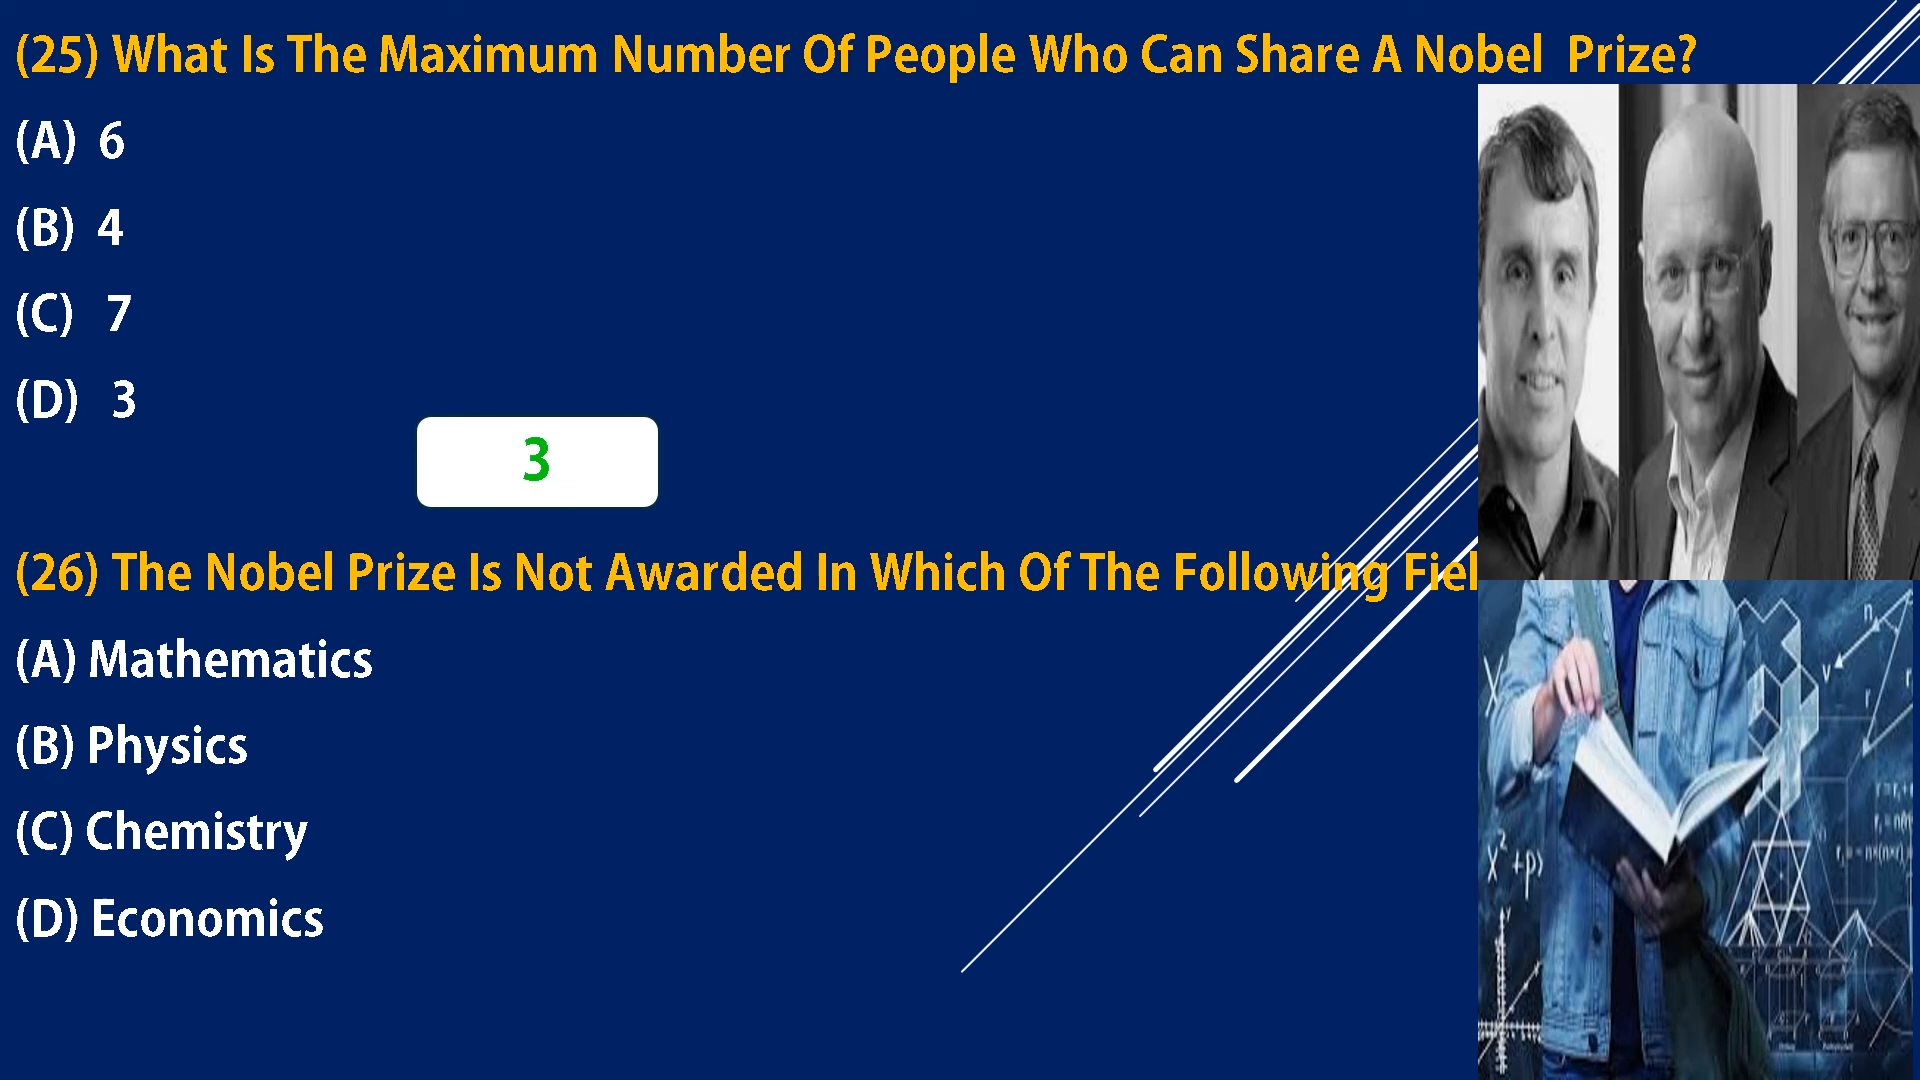 (25) What Is The Maximum Number Of People Who Can Share A Nobel Prize?
(A) 6
(B) 4
(C) 7
(D) 3
3
(26) The Nobel Prize Is Not Awarded In Which Of The Following Fiel
(A) Mathematics
(B) Physics
(C) Chemistry
(D) Economics